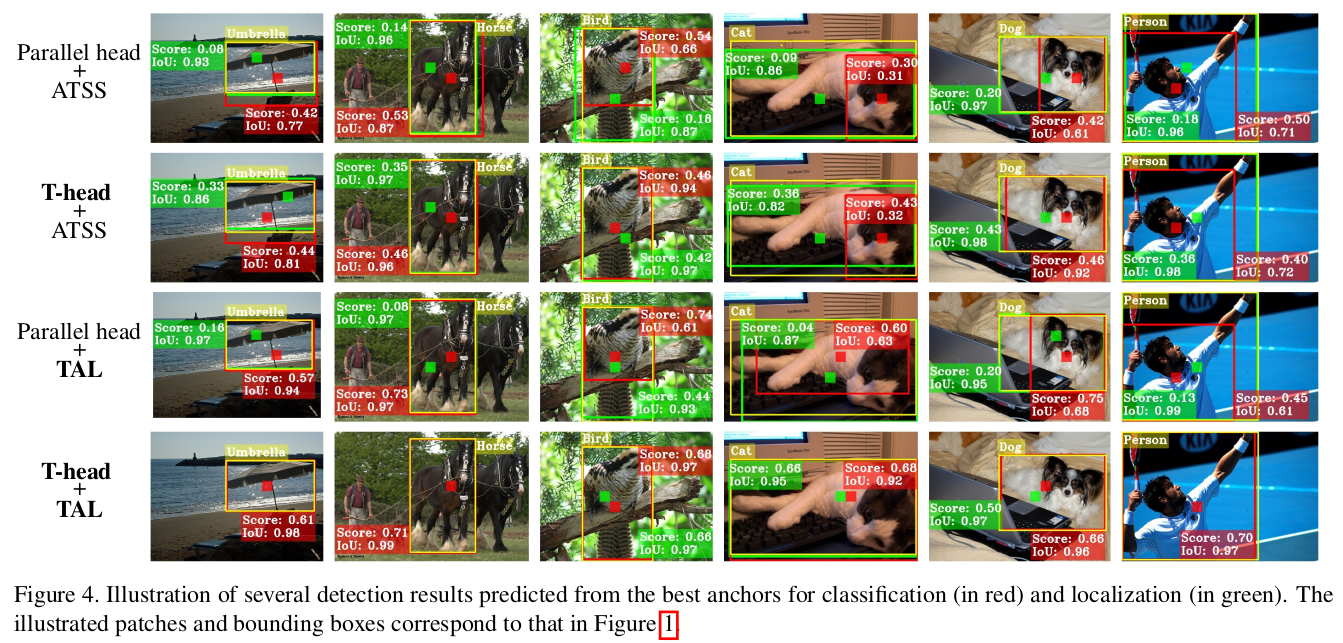 Parallel head
+
ATSS
Umbrella
Score: 0.08
IoU: 0.93
Score: 0.42
IoU: 0.77
Score: 0.14
IoU: 0.96
Horse
Score: 0.53
IoU: 0.87
Bird
Score: 0.54
IoU: 0.66
Score: 0.18
IoU: 0.87
Cat
Score: 0.09
IoU: 0.86
Score: 0.30
IoU: 0.31
Dog
Score: 0.20
IoU: 0.97
Score: 0.42
IoU: 0.61
Person
KIA
Score: 0.18
IoU: 0.96
Score: 0.50
IoU: 0.71
T-head
+
ATSS
Umbrella
Score: 0.33
IoU: 0.86
Score: 0.44
IoU: 0.81
Score: 0.35
IoU: 0.97
Horse
Score: 0.46
IoU: 0.96
Bird
Score: 0.46
IoU: 0.94
Score: 0.42
IoU: 0.97
Cat
Score: 0.36
IoU: 0.82
Score: 0.43
IoU: 0.32
Dog
Score: 0.43
IoU: 0.98
Score: 0.46
IoU: 0.92
Person
KIA
Score: 0.36
IoU: 0.98
Score: 0.40
IoU: 0.72
Parallel head
+
TAL
Umbrella
Score: 0.16
IoU: 0.97
Score: 0.57
IoU: 0.94
Score: 0.08
IoU: 0.97
Horse
Score: 0.73
IoU: 0.97
Bird
Score: 0.74
IoU: 0.61
Score: 0.44
IoU: 0.93
Cat
Score: 0.04
IoU: 0.87
Score: 0.60
IoU: 0.63
Dog
Score: 0.20
IoU: 0.95
Score: 0.75
IoU: 0.68
Person
KIA
Score: 0.13
IoU: 0.99
Score: 0.45
IoU: 0.61
T-head
+
TAL
Umbrella
Score: 0.61
IoU: 0.98
Horse
Score: 0.71
IoU: 0.99
Bird
Score: 0.68
IoU: 0.97
Score: 0.66
IoU: 0.97
Cat
Score: 0.66
IoU: 0.95
Score: 0.68
IoU: 0.92
Dog
Score: 0.50
IoU: 0.97
Score: 0.66
IoU: 0.96
Person
KIA
Score: 0.70
IoU: 0.97
Figure 4. Illustration of several detection results predicted from the best anchors for classification (in red) and localization (in green). The
illustrated patches and bounding boxes correspond to that in Figure 1.